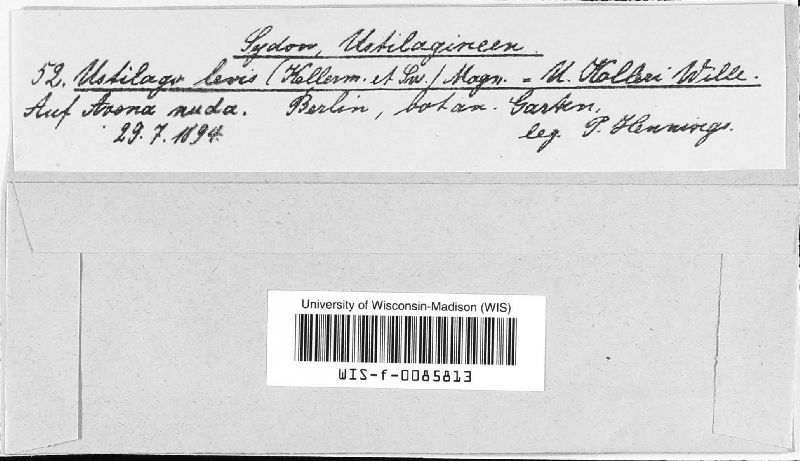 Sydow, Ustilagineen.
52. Ustilago levis (Kellerm. et Sw.) Magn. = U. Kolleri Wille.
Auf Avena nuda. Berlin, botan. Garten.
29. 7. 1894. leg. P. Hennings.
University of Wisconsin-Madison (WIS)
WIS-f-0085813